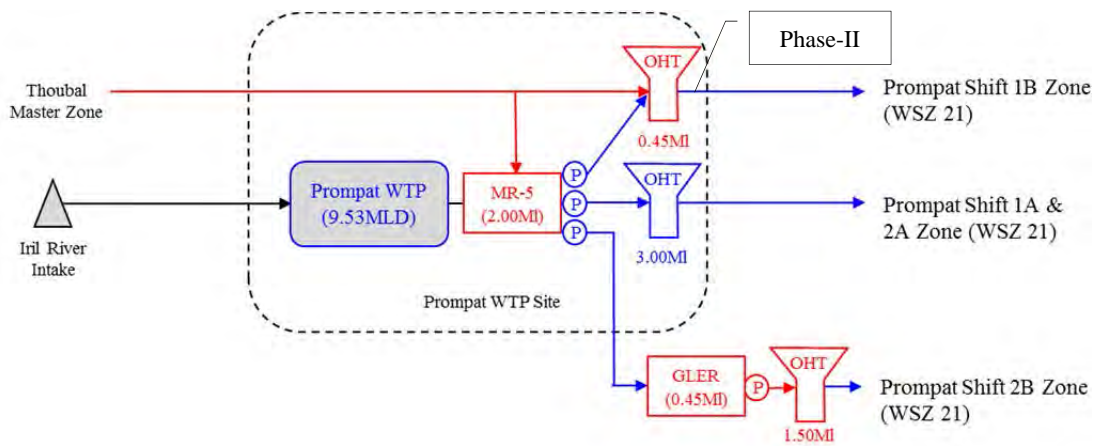 Phase-II
OHT
Thoubal
Master Zone
Prompat Shift 1B Zone
(WSZ 21)
0.45Ml
Prompat WTP
(9.53MLD)
MR-5
(2.00Ml)
P
P
P
OHT
Prompat Shift 1A &
2A Zone (WSZ 21)
Iril River
Intake
3.00Ml
Prompat WTP Site
GLER
(0.45Ml)
P
OHT
Prompat Shift 2B Zone
(WSZ 21)
1.50Ml